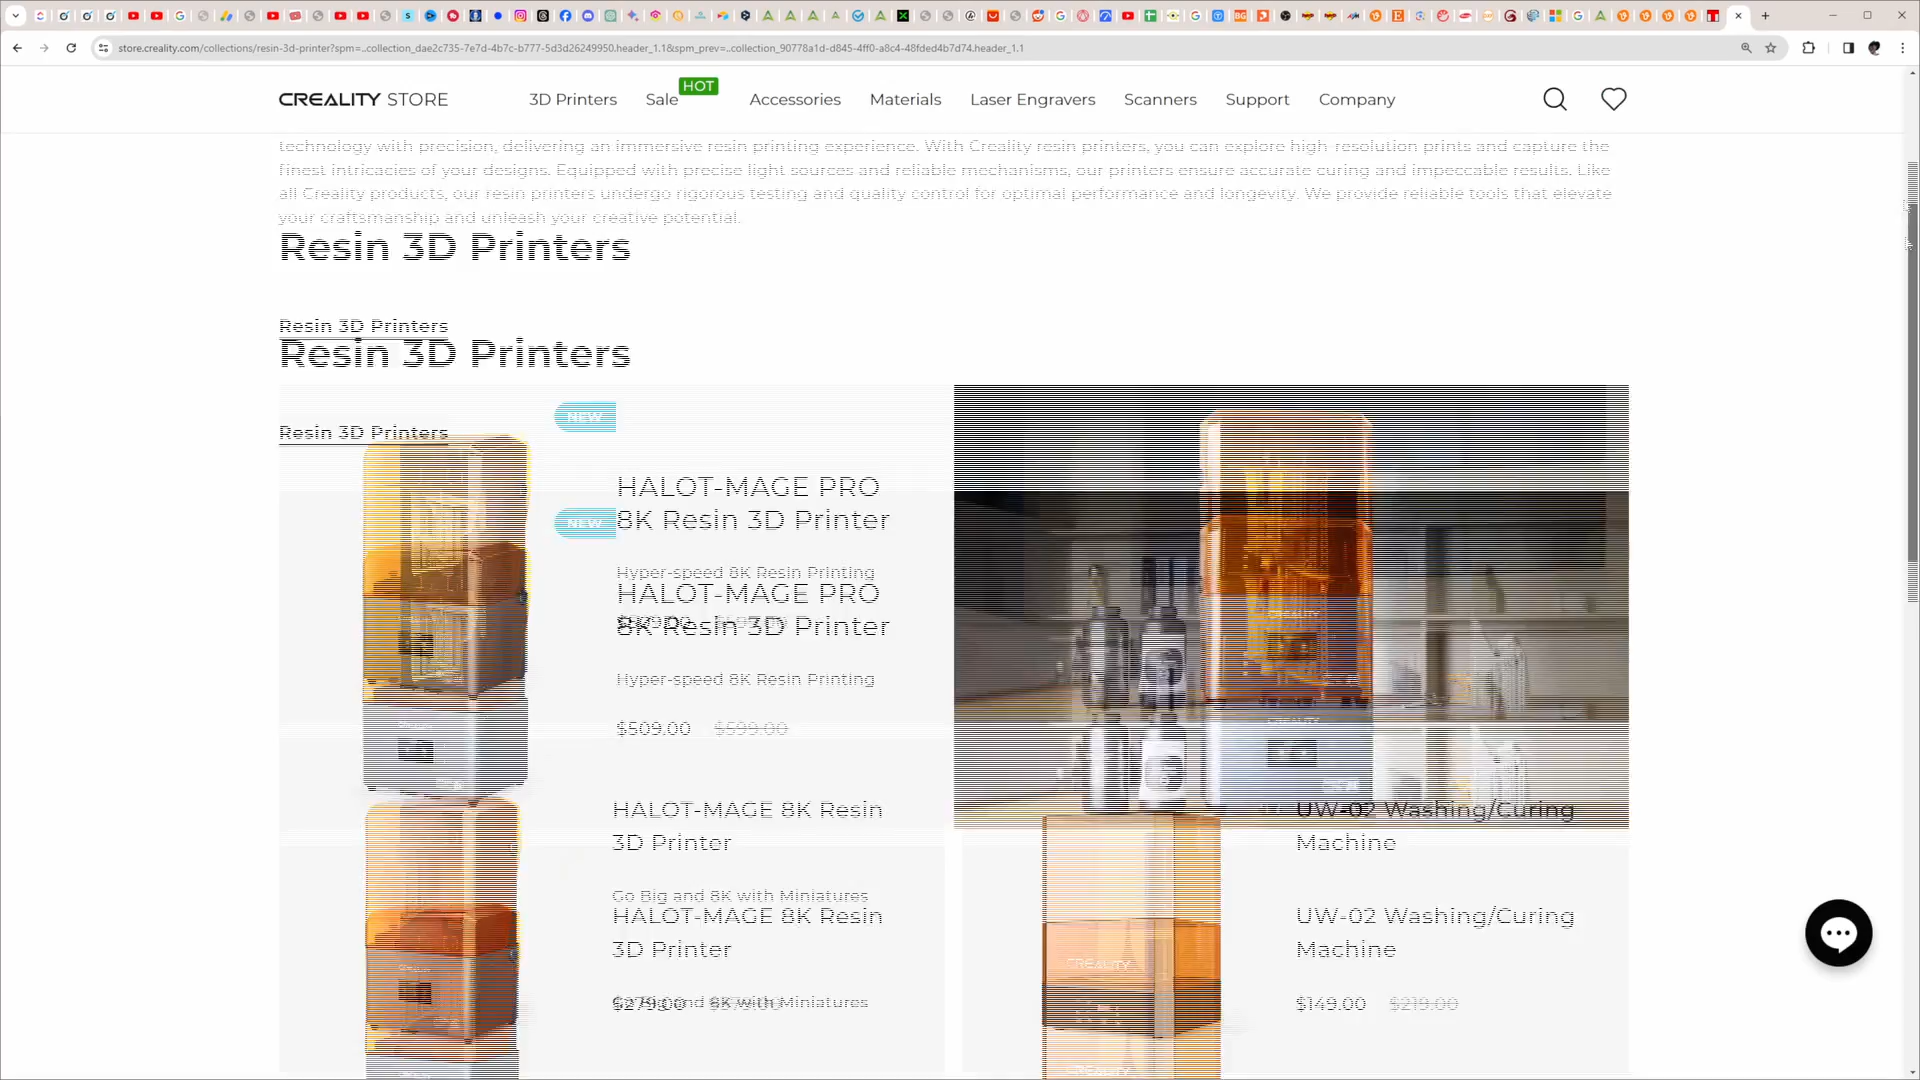 store.creality.com/collections/resin-3d-printer?spm=..collection_dae2c735-7e7d-4b7c-b777-5d3d26249950.header_1.1&spm_prev=..collection_90778a1d-d845-4ff0-a8c4-48fded4b7d74.header_1.1
CREALITY STORE
3D Printers
Sale
HOT
Accessories
Materials
Laser Engravers
Scanners
Support
Company
technology with precision, delivering an immersive resin printing experience. With Creality resin printers, you can explore high-resolution prints and capture the
finest intricacies of your designs. Equipped with precise light sources and reliable mechanisms, our printers ensure accurate curing and impeccable results. Like
all Creality products, our resin printers undergo rigorous testing and quality control for optimal performance and longevity. We provide reliable tools that elevate
your craftsmanship and unleash your creative potential.
Resin 3D Printers
Resin 3D Printers
Resin 3D Printers
Resin 3D Printers
NEW
NEW
HALOT-MAGE PRO
8K Resin 3D Printer
Hyper-speed 8K Resin Printing
HALOT-MAGE PRO
8K Resin 3D Printer
Hyper-speed 8K Resin Printing
$509.00 $599.00
HALOT-MAGE 8K Resin
3D Printer
Go Big and 8K with Miniatures
HALOT-MAGE 8K Resin
3D Printer
$279.00
8K with Miniatures
UW-02 Washing/Curing
Machine
UW-02 Washing/Curing
Machine
$149.00 $219.00
CREALITY
CREALITY
CREALITY